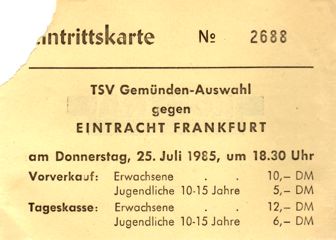 intrittskarte № 2688
TSV Gemünden-Auswahl
gegen
EINTRACHT FRANKFURT
am Donnerstag, 25. Juli 1985, um 18.30 Uhr
Vorverkauf: Erwachsene . . 10,– DM
Jugendliche 10-15 Jahre 5,– DM
Tageskasse: Erwachsene . . 12,– DM
Jugendliche 10-15 Jahre 6,– DM